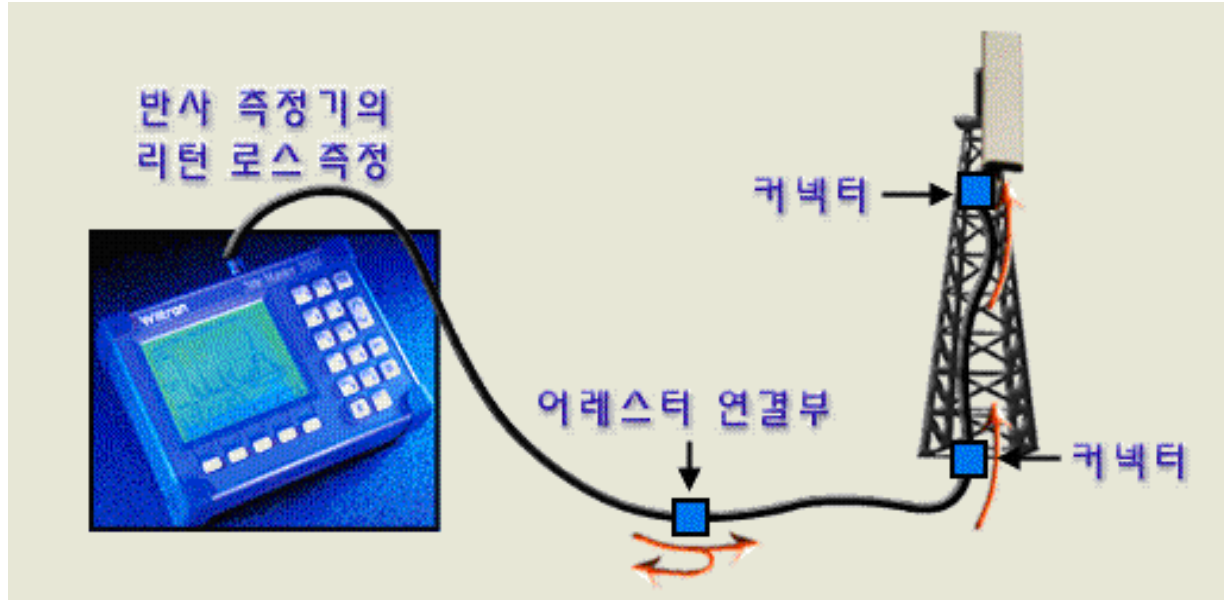 반사 측정기의
리턴 로스 측정
커넥터
Wiltron
어레스터 연결부
커넥터